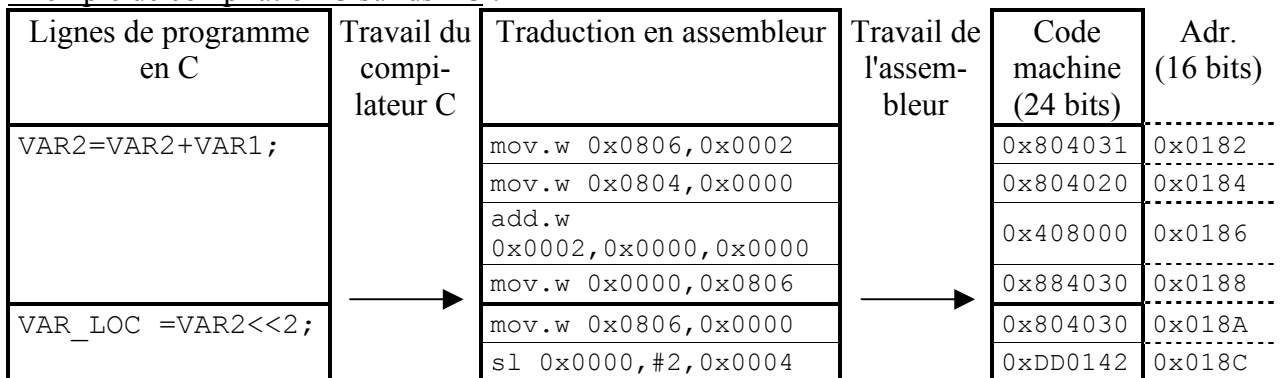 Lignes de programme en C
Travail du compi-lateur C
Traduction en assembleur
Travail de l'assem-bleur
Code machine (24 bits)
Adr. (16 bits)
VAR2=VAR2+VAR1;
mov.w 0x0806,0x0002
0x804031
0x0182
mov.w 0x0804,0x0000
0x804020
0x0184
add.w
0x0002,0x0000,0x0000
0x408000
0x0186
mov.w 0x0000,0x0806
0x884030
0x0188
VAR_LOC =VAR2<<2;
mov.w 0x0806,0x0000
0x804030
0x018A
sl 0x0000,#2,0x0004
0xDD0142
0x018C